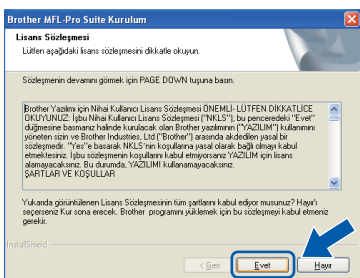 Brother MFL-Pro Suite Kurulum
Lisans Sözleşmesi
Lütfen aşağıdaki lisans sözleşmesini dikkatle okuyun.
Sözleşmenin devamını görmek için PAGE DOWN tuşuna basın.
Brother Yazılımı için Nihai Kullanıcı Lisans Sözleşmesi ÖNEMLİ- LÜTFEN DİKKATLİCE
OKUYUNUZ: İşbu Nihai Kullanıcı Lisans Sözleşmesi ("NKLS"), bu penceredeki "Evet"
düğmesine basmanız halinde kurulacak olan Brother yazılımının ("YAZILIM") kullanımını
yöneten sizin ve Brother Industries, Ltd ("Brother") arasında akdedilen yasal bir
sözleşmedir. "Yes"e basarak NKLS'nin koşullarına yasal olarak bağlı olmayı kabul
etmektesiniz. İşbu sözleşmenin koşullarını kabul etmiyorsanız YAZILIM için lisans
alamayacaksınız. Bu durumda, YAZILIMI kullanamayacaksınız.
ŞARTLAR VE KOŞULLAR
Yukarıda görüntülenen Lisans Sözleşmesinin tüm şartlarını kabul ediyor musunuz? Hayır'ı
seçerseniz Kur sona erecek. Brother programını yüklemek için bu sözleşmeyi kabul etmeniz
gerekir.
InstallShield
< Geri Evet Hayır